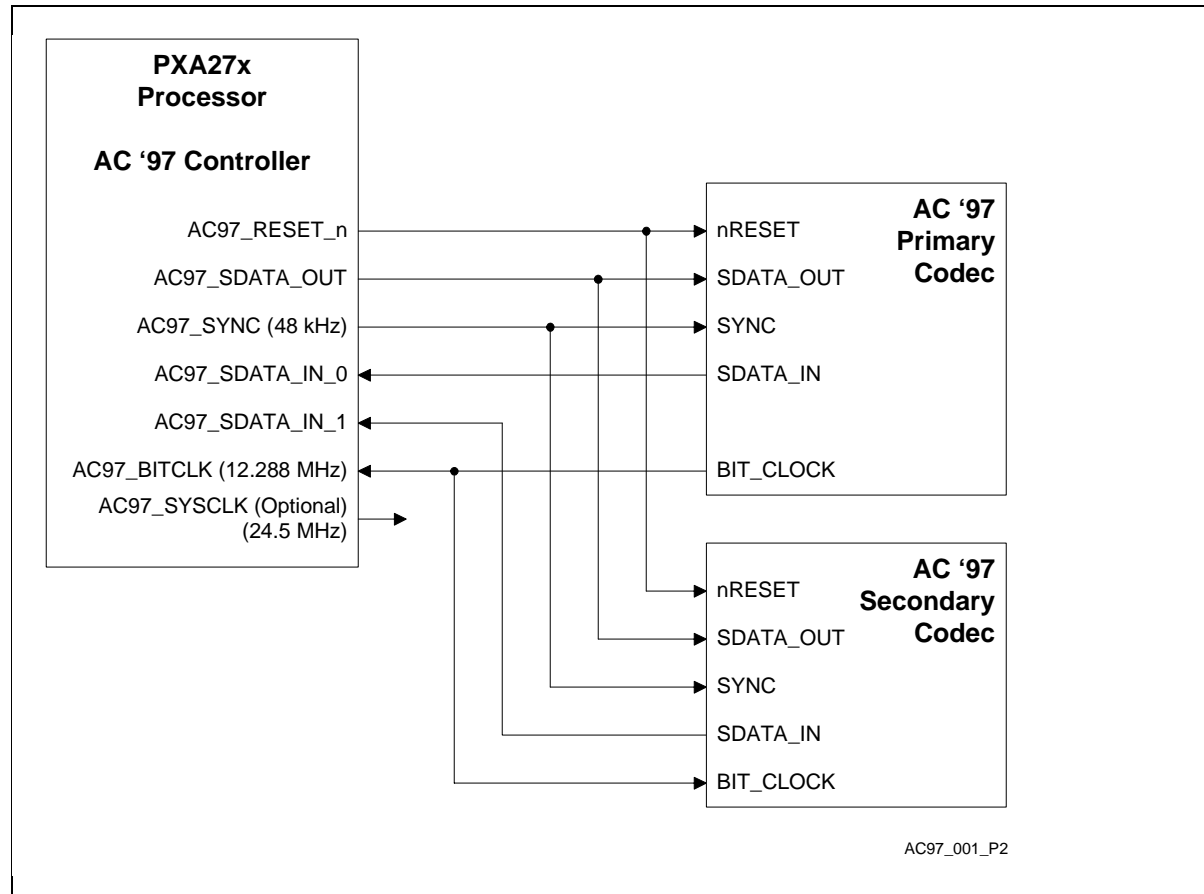 PXA27x
Processor
AC ‘97 Controller
AC97_RESET_n
AC97_SDATA_OUT
AC97_SYNC (48 kHz)
AC97_SDATA_IN_0
AC97_SDATA_IN_1
AC97_BITCLK (12.288 MHz)
AC97_SYSCLK (Optional)
(24.5 MHz)
AC ‘97
Primary
Codec
nRESET
SDATA_OUT
SYNC
SDATA_IN
BIT_CLOCK
AC ‘97
Secondary
Codec
nRESET
SDATA_OUT
SYNC
SDATA_IN
BIT_CLOCK
AC97_001_P2